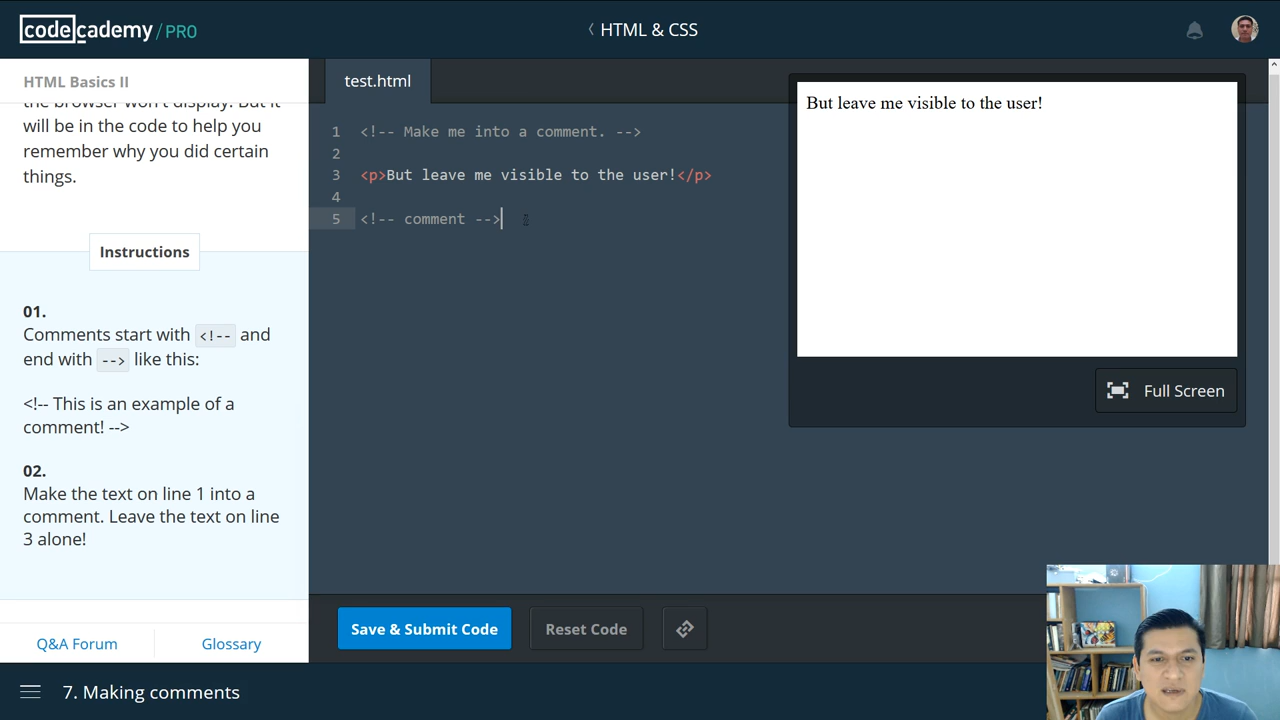 codecademy / PRO
HTML & CSS
HTML Basics II
the browser won't display. But it
will be in the code to help you
remember why you did certain
things.
Instructions
01.
Comments start with <!-- and
end with --> like this:
<!-- This is an example of a
comment! -->
02.
Make the text on line 1 into a
comment. Leave the text on line
3 alone!
Q&A Forum
Glossary
test.html
1 <!-- Make me into a comment. -->
2
3 <p>But leave me visible to the user!</p>
4
5 <!-- comment -->
But leave me visible to the user!
Full Screen
Save & Submit Code
Reset Code
7. Making comments